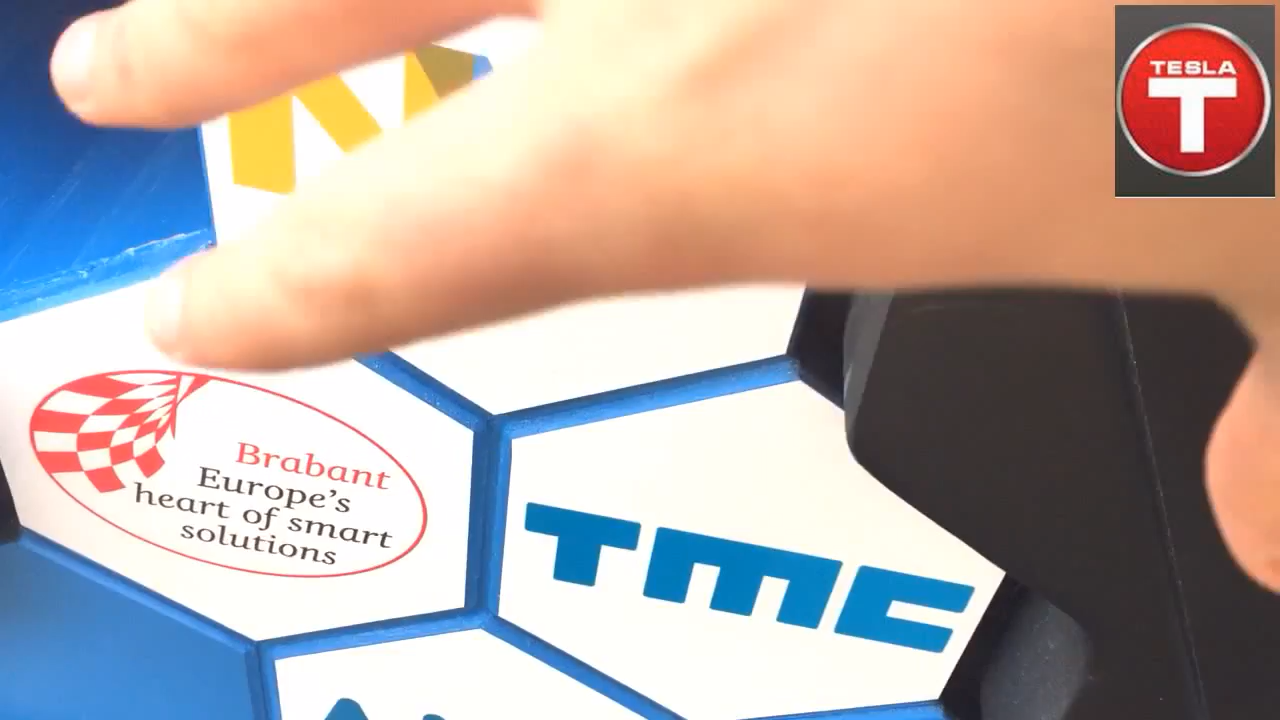 TESLA
T
Brabant
Europe's
heart of smart
solutions
TMC